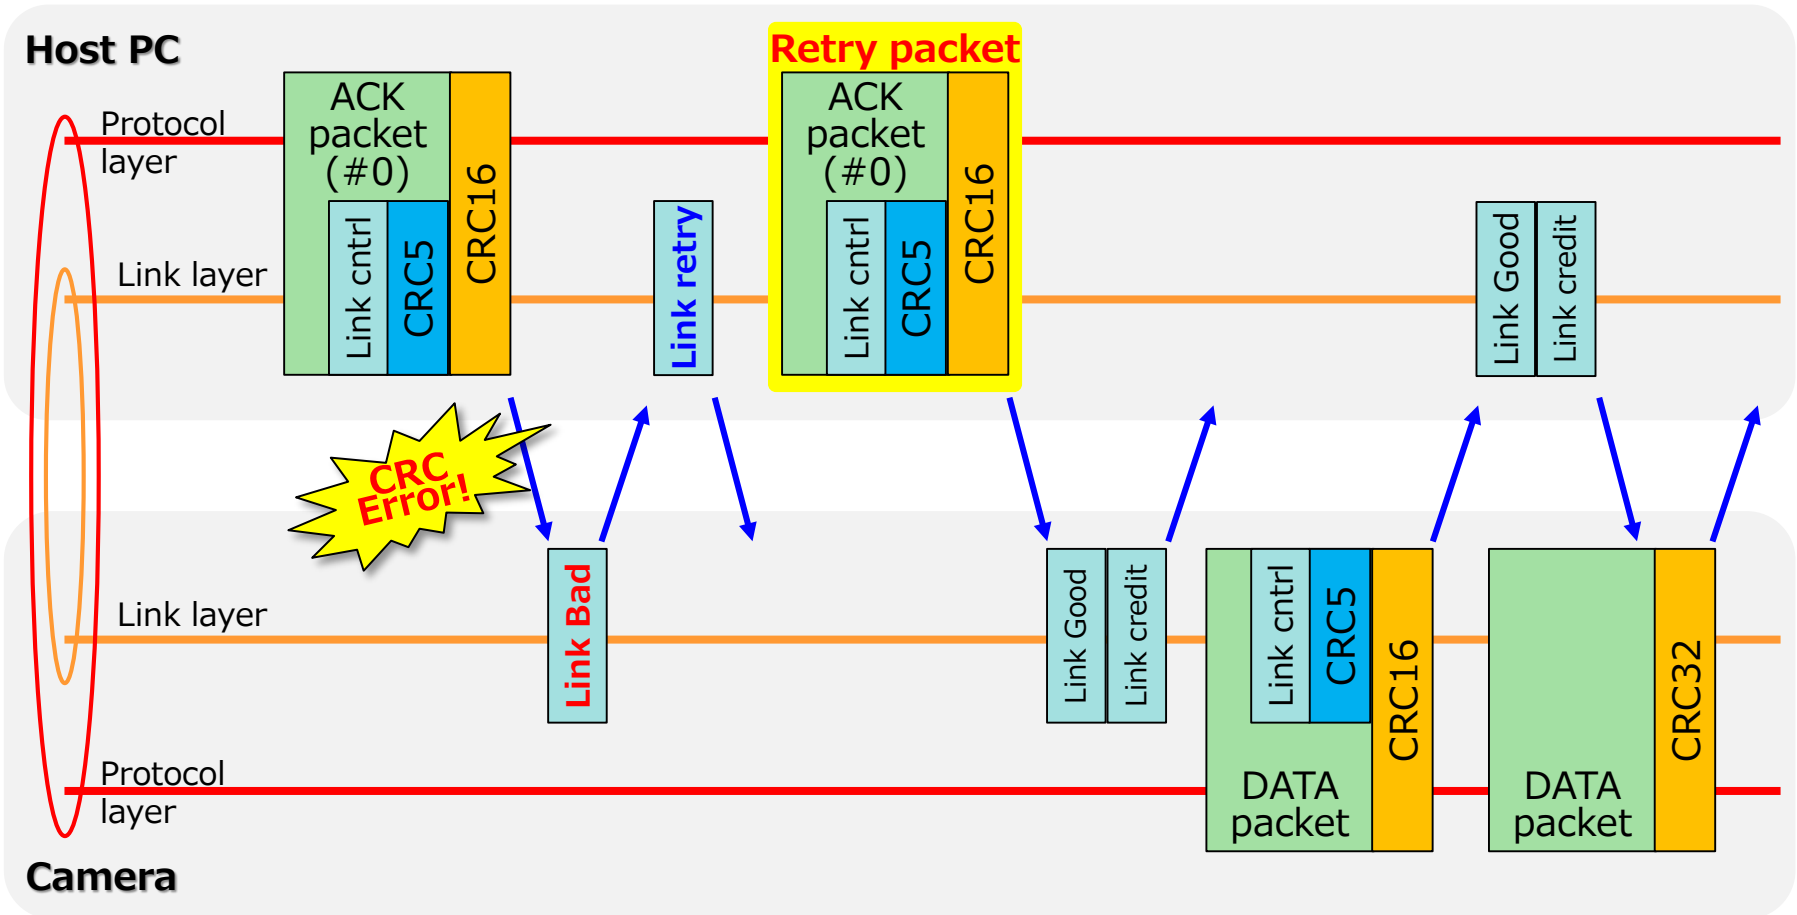 Host PC
Protocol
layer
Link layer
ACK
packet
(#0)
Link cntrl
CRC5
CRC16
Link retry
Retry packet
ACK
packet
(#0)
Link cntrl
CRC5
CRC16
Link Good
Link credit
CRC
Error!
Link layer
Link Bad
Link Good
Link credit
Link cntrl
CRC5
CRC16
DATA
packet
CRC32
DATA
packet
Protocol
layer
Camera